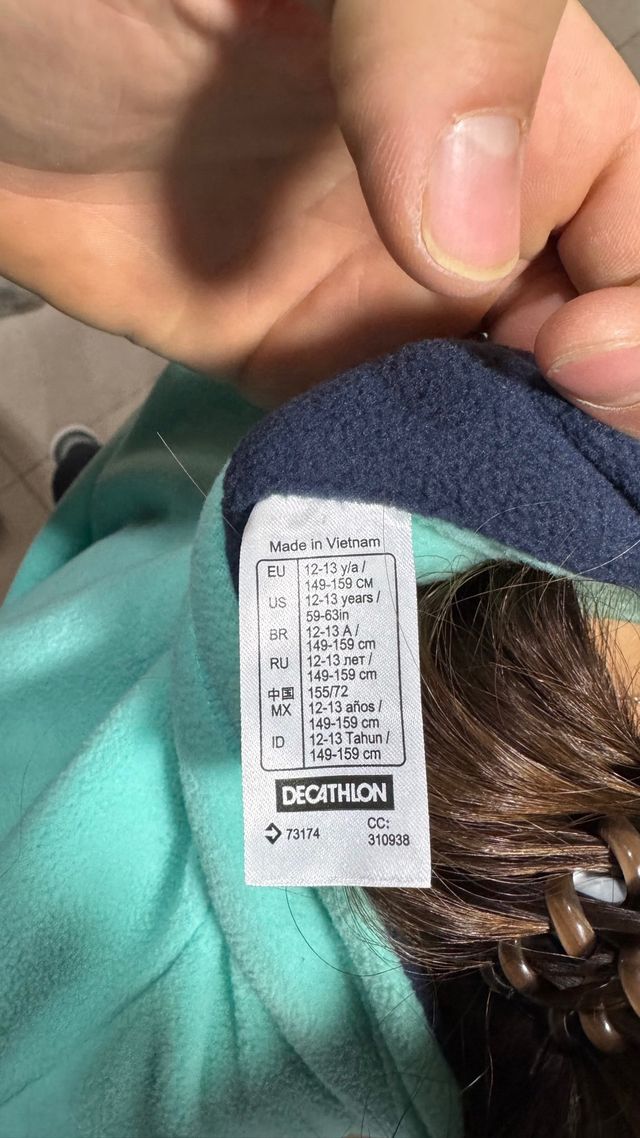 Made in Vietnam
EU 12-13 y/a /
149-159 CM
US 12-13 years /
59-63in
BR 12-13 A /
149-159 cm
RU 12-13 лет /
149-159 cm
中国 155/72
MX 12-13 años /
149-159 cm
ID 12-13 Tahun /
149-159 cm
DECATHLON
73174 CC:
310938